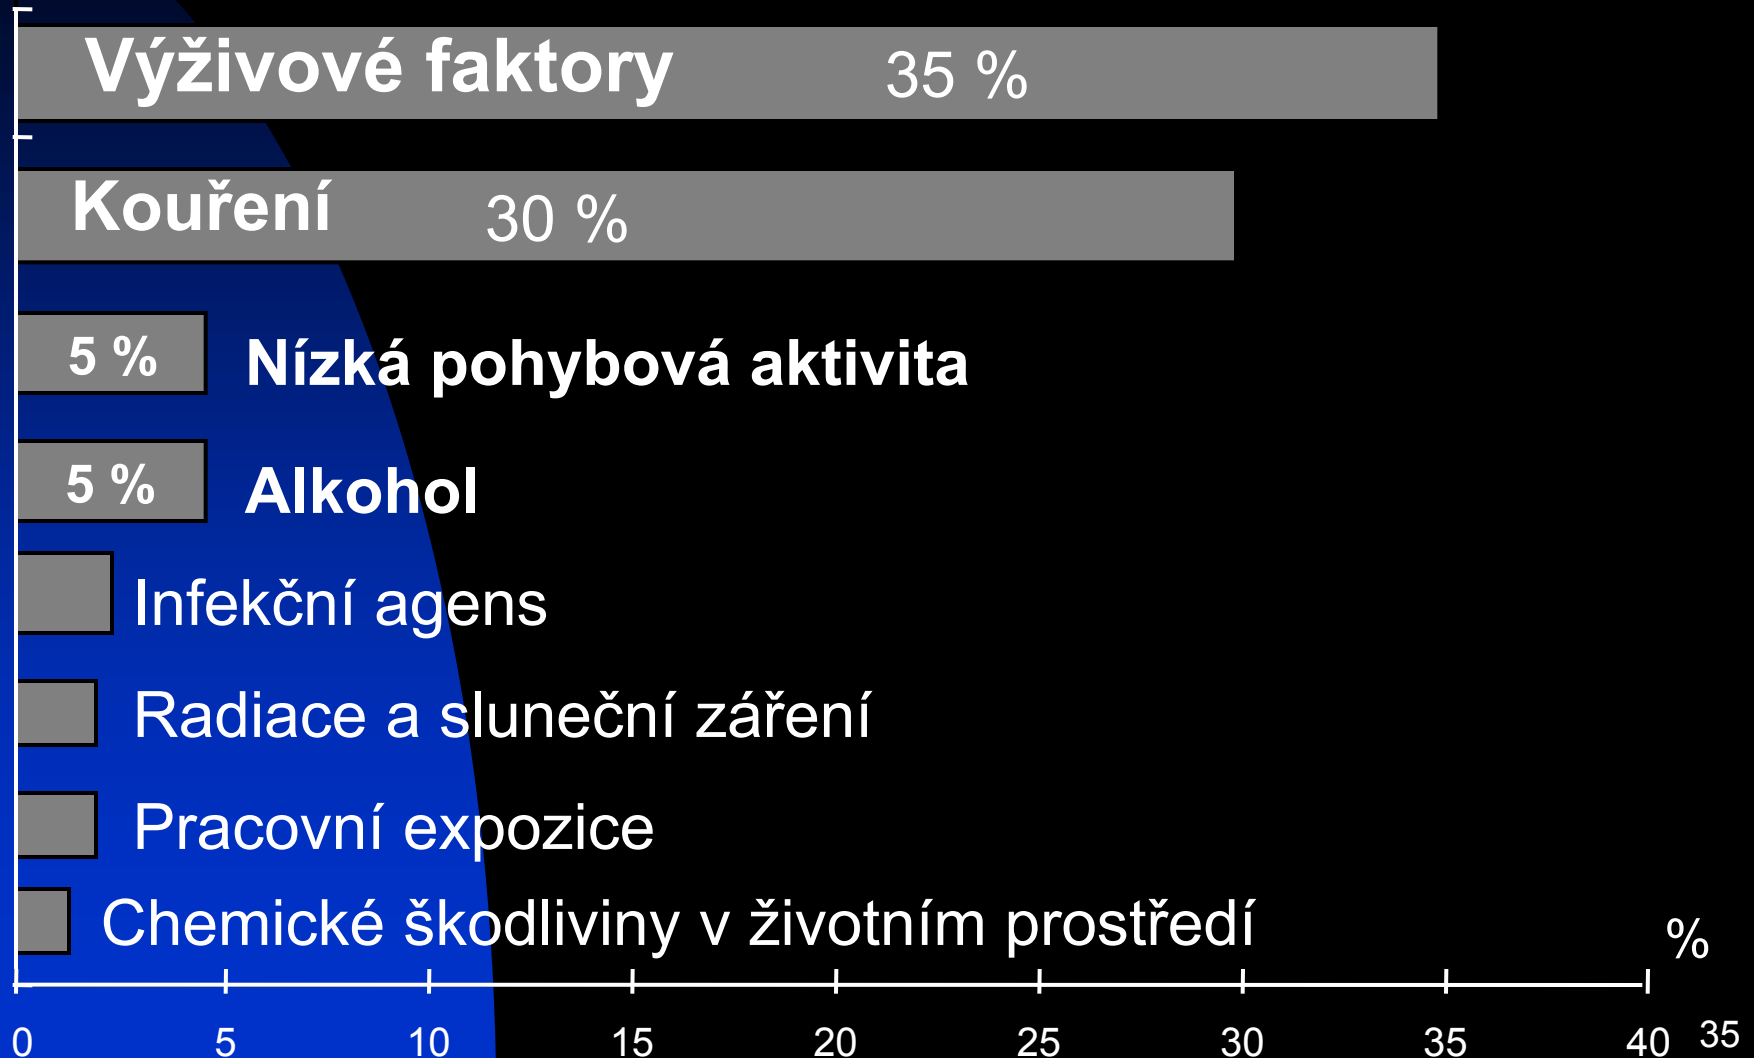 Výživové faktory 35 %
Kouření 30 %
5 % Nízká pohybová aktivita
5 % Alkohol
Infekční agens
Radiace a sluneční záření
Pracovní expozice
Chemické škodliviny v životním prostředí %
0 5 10 15 20 25 30 35 40 35